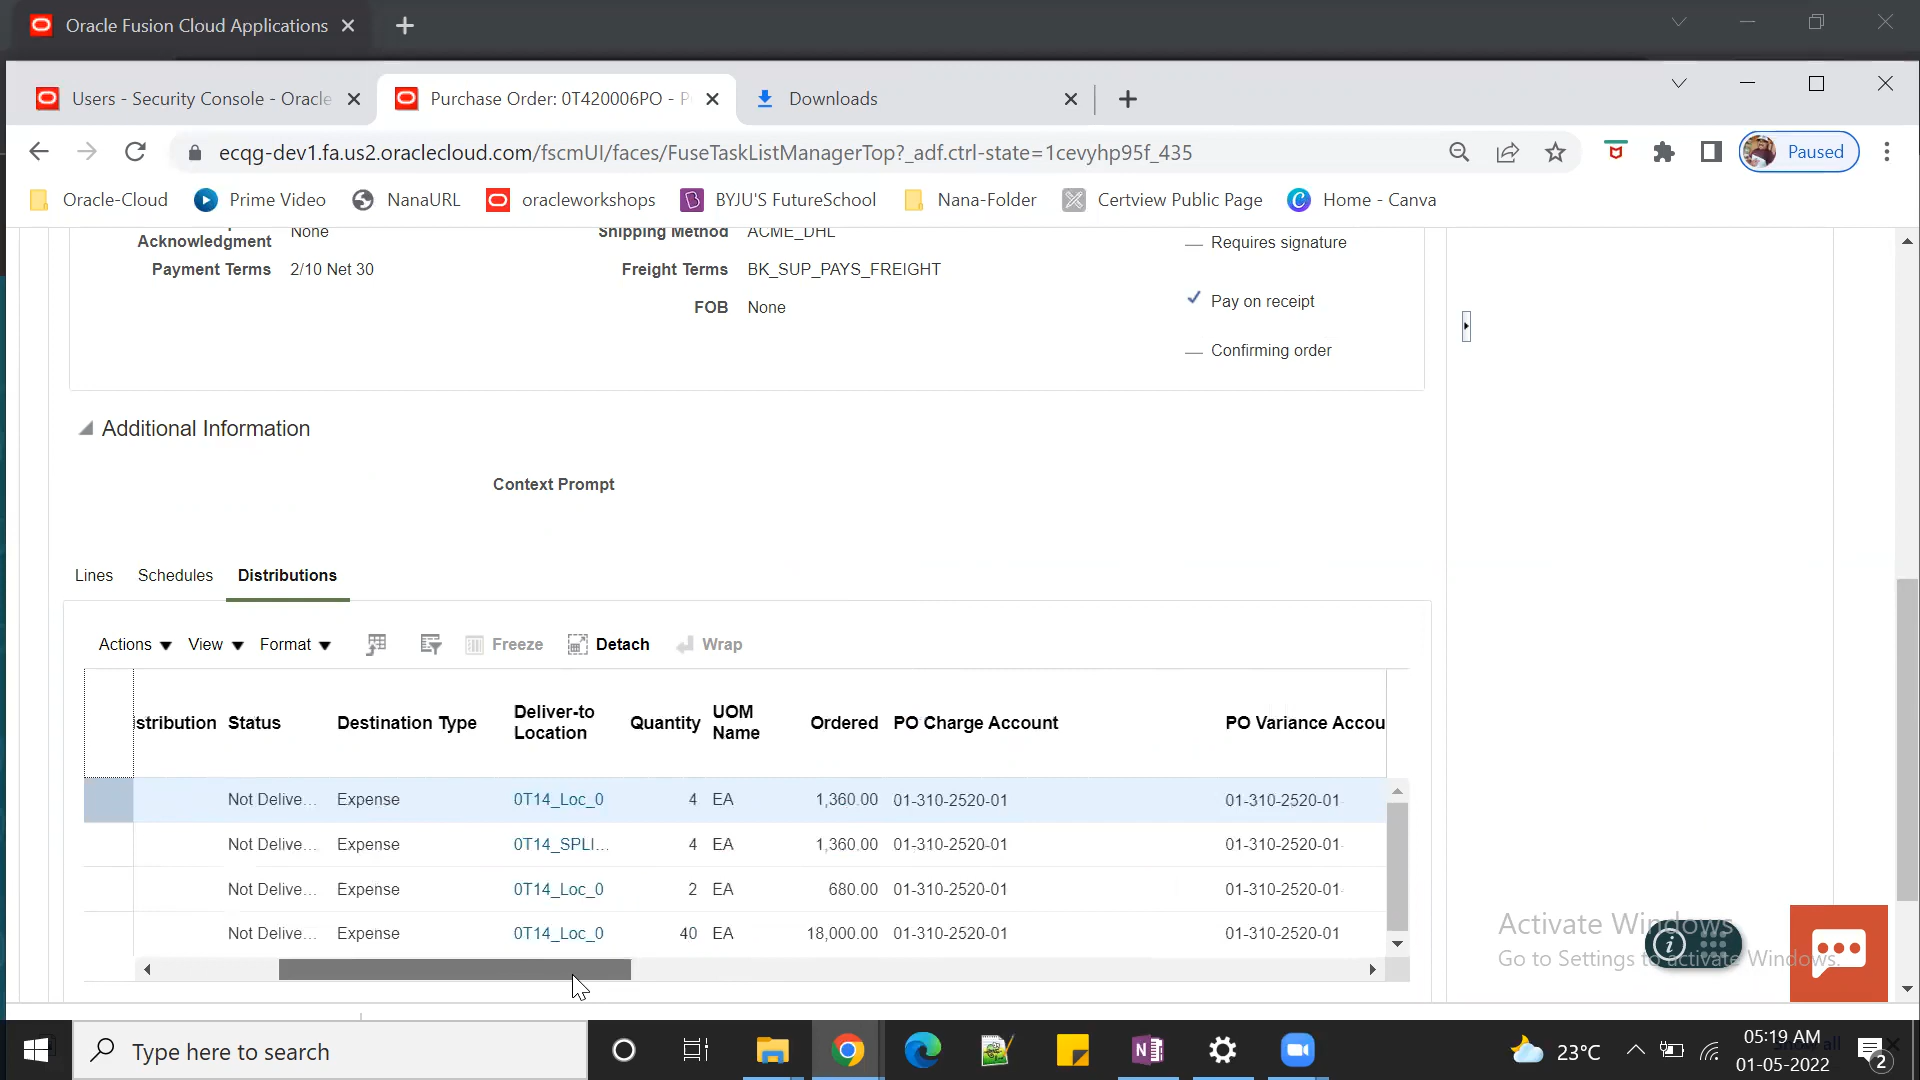 Oracle Fusion Cloud Applications
Users - Security Console - Oracle
Purchase Order: 0T420006PO - P
Downloads
ecqg-dev1.fa.us2.oraclecloud.com/fscmUI/faces/FuseTaskListManagerTop?_adf.ctrl-state=1cevyhp95f_435
Paused
Oracle-Cloud
Prime Video
NanaURL
oracleworkshops
BYJU'S FutureSchool
Nana-Folder
Certview Public Page
Home - Canva
Acknowledgment None
Shipping Method ACME_DHL
Requires signature
Payment Terms 2/10 Net 30
Freight Terms BK_SUP_PAYS_FREIGHT
Pay on receipt
FOB None
Confirming order
Additional Information
Context Prompt
Lines Schedules Distributions
Actions View Format Freeze Detach Wrap
stribution Status Destination Type Deliver-to Location Quantity UOM Name Ordered PO Charge Account PO Variance Accou
Not Delive... Expense 0T14_Loc_0 4 EA 1,360.00 01-310-2520-01 01-310-2520-01
Not Delive... Expense 0T14_SPLI... 4 EA 1,360.00 01-310-2520-01 01-310-2520-01
Not Delive... Expense 0T14_Loc_0 2 EA 680.00 01-310-2520-01 01-310-2520-01
Not Delive... Expense 0T14_Loc_0 40 EA 18,000.00 01-310-2520-01 01-310-2520-01
Activate Windows
Go to Settings to activate Windows.
Type here to search
23°C
05:19 AM
01-05-2022
2